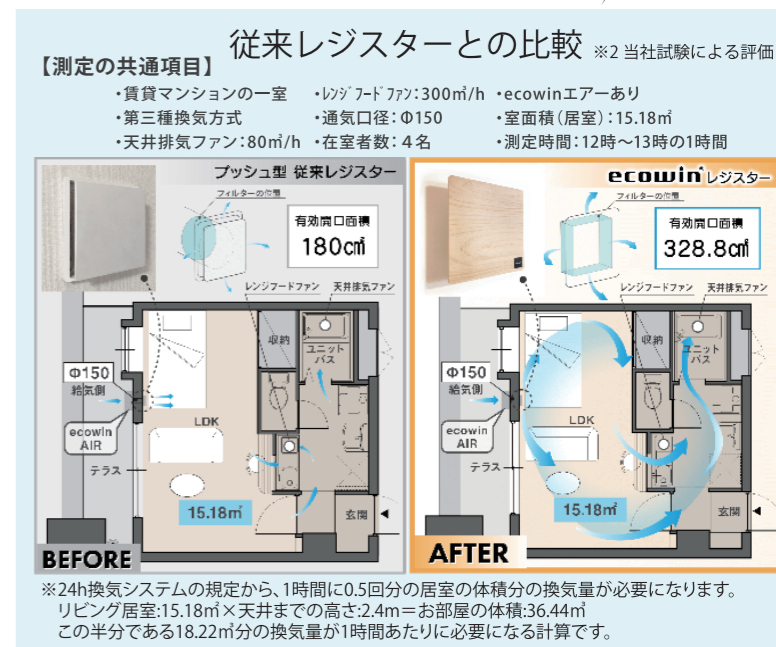 従来レジスターとの比較 ※2 当社試験による評価
【測定の共通項目】
・賃貸マンションの一室 ・ﾚﾝｼﾞﾌｰﾄﾞﾌｧﾝ:300㎥/h ・ecowinエアーあり
・第三種換気方式 ・通気口径:Φ150 ・室面積(居室):15.18㎡
・天井排気ファン:80㎥/h ・在室者数:4名 ・測定時間:12時〜13時の1時間
プッシュ型 従来レジスター
フィルターの位置
有効開口面積
180c㎡
レンジフードファン 天井排気ファン
収納
ユニット
バス
Φ150
給気側
ecowin
AIR
LDK
テラス
15.18㎡
玄関
BEFORE
ecowin レジスター
フィルターの位置
有効開口面積
328.8c㎡
レンジフードファン 天井排気ファン
収納
ユニット
バス
Φ150
給気側
ecowin
AIR
LDK
テラス
15.18㎡
玄関
AFTER
※24h換気システムの規定から、1時間に0.5回分の居室の体積分の換気量が必要になります。
リビング居室:15.18㎡×天井までの高さ:2.4m＝お部屋の体積:36.44㎥
この半分である18.22㎥分の換気量が1時間あたりに必要になる計算です。